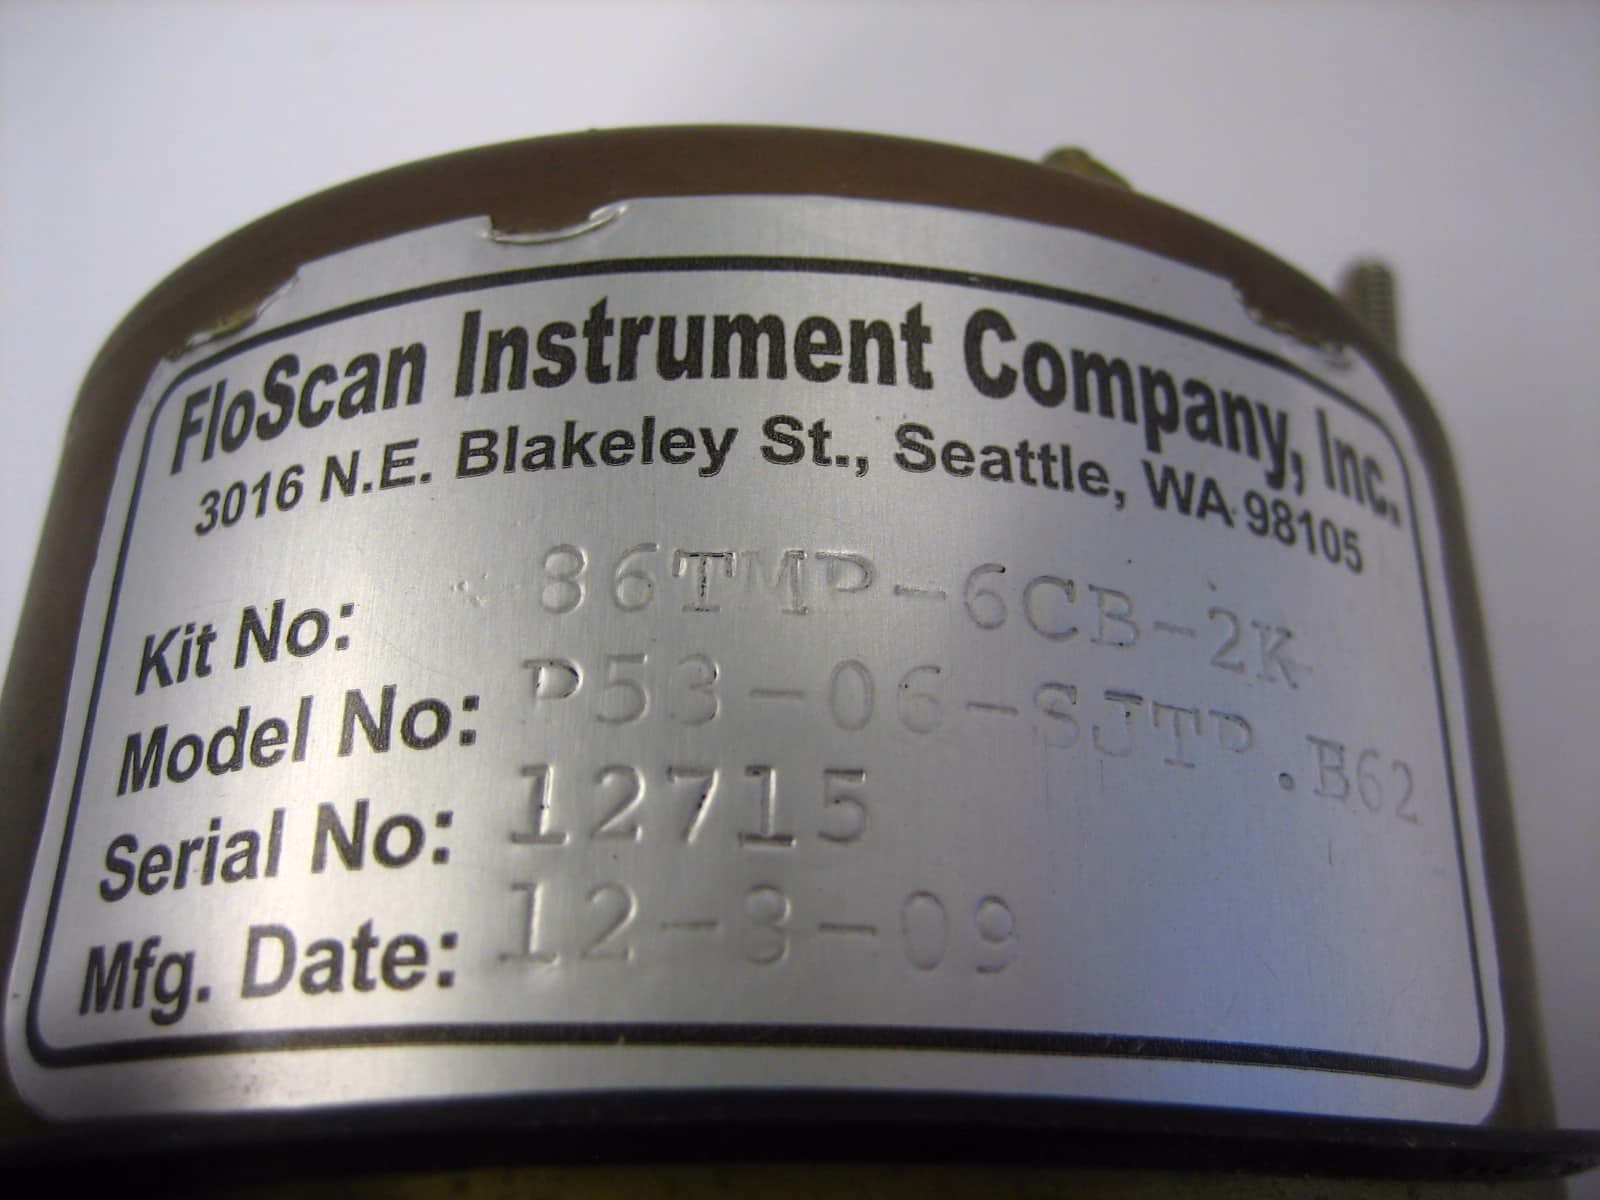 FloScan Instrument Company, Inc.
3016 N.E. Blakeley St., Seattle, WA 98105
Kit No: 86TMP-6CB-2K
Model No: P53-06-SJTP.B62
Serial No: 12715
Mfg. Date: 12-8-09